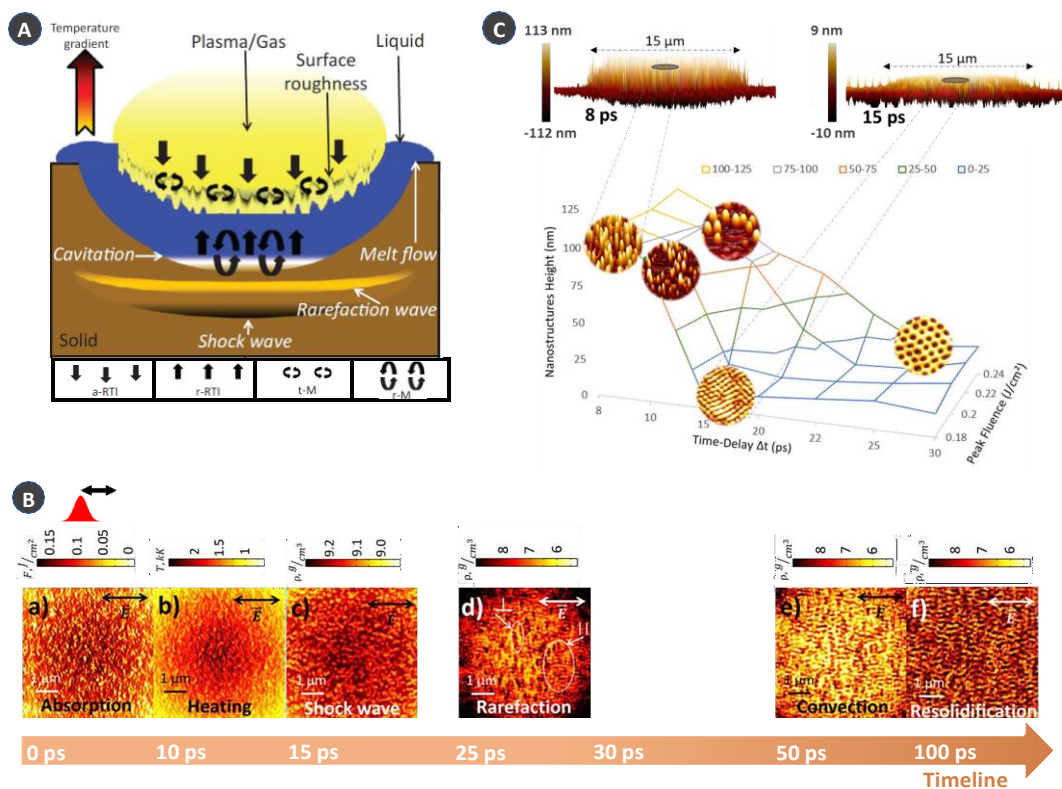 A
Temperature
gradient
Plasma/Gas
Liquid
Surface
roughness
Cavitation
Melt flow
Rarefaction wave
Solid
Shock wave
a-RTI
r-RTI
t-M
r-M
C
113 nm
-112 nm
15 µm
8 ps
9 nm
-10 nm
15 µm
15 ps
100-125
75-100
50-75
25-50
0-25
Nanostructures Height (nm)
125
100
75
50
25
0
8
10
15
20
22
25
30
Time-Delay Δt (ps)
0.24
0.22
0.2
0.18
Peak Fluence (J/cm²)
B
F, J/cm²
0.15
0.1
0.05
0
T, kK
2
1.5
1
ρ, g/cm³
9.2
9.1
9.0
ρ, g/cm³
8
7
6
ρ, g/cm³
8
7
6
ρ, g/cm³
8
7
6
a)
E
1 µm
Absorption
b)
E
1 µm
Heating
c)
E
1 µm
Shock wave
d)
⊥
||
E
1 µm
Rarefaction
e)
E
1 µm
Convection
f)
E
1 µm
Resolidification
0 ps
10 ps
15 ps
25 ps
30 ps
50 ps
100 ps
Timeline